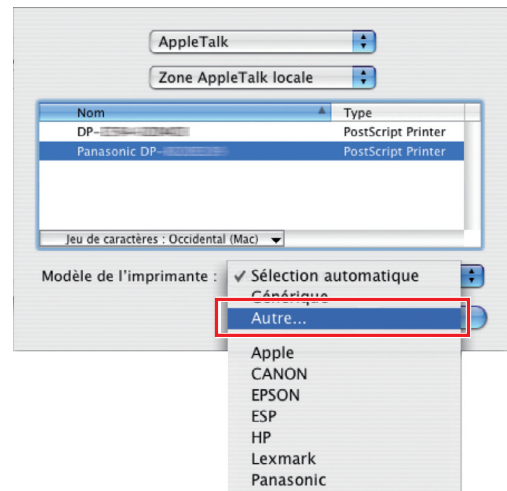 AppleTalk
Zone AppleTalk locale
Nom Type
DP- PostScript Printer
Panasonic DP- PostScript Printer
Jeu de caractères : Occidental (Mac)
Modèle de l'imprimante : ✓ Sélection automatique
Générique
Autre...
Apple
CANON
EPSON
ESP
HP
Lexmark
Panasonic